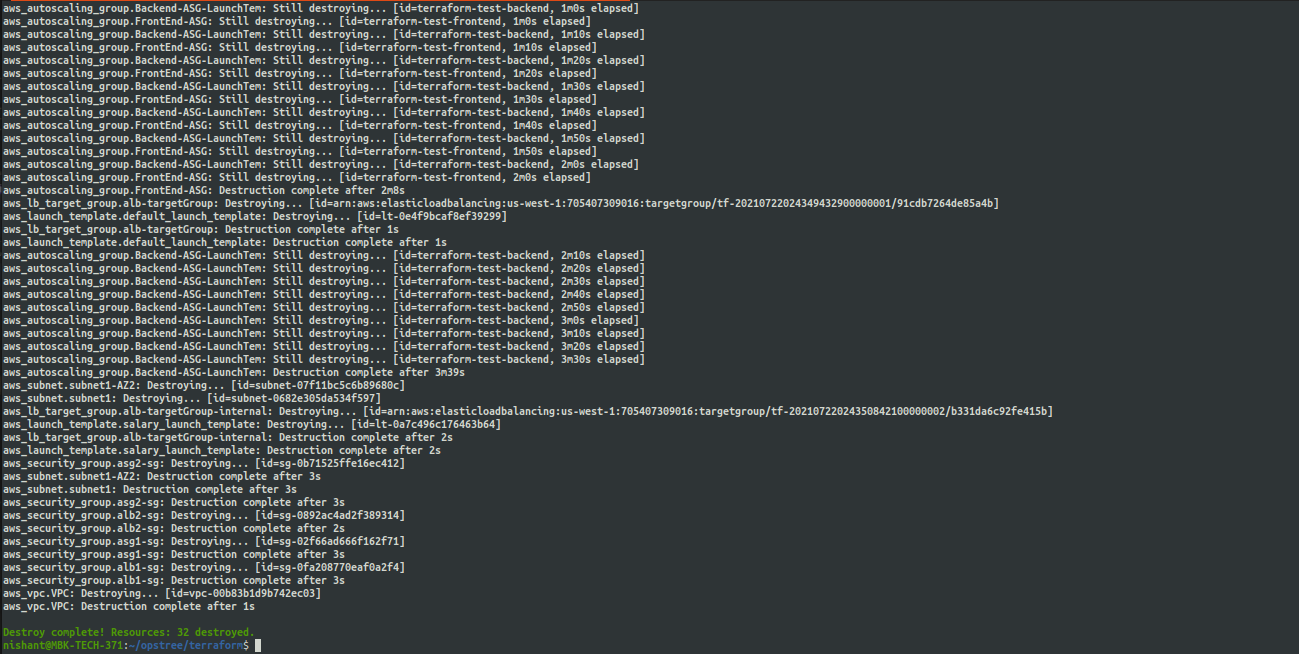 aws_autoscaling_group.Backend-ASG-LaunchTem: Still destroying... [id=terraform-test-backend, 1m0s elapsed]
aws_autoscaling_group.FrontEnd-ASG: Still destroying... [id=terraform-test-frontend, 1m0s elapsed]
aws_autoscaling_group.Backend-ASG-LaunchTem: Still destroying... [id=terraform-test-backend, 1m10s elapsed]
aws_autoscaling_group.FrontEnd-ASG: Still destroying... [id=terraform-test-frontend, 1m10s elapsed]
aws_autoscaling_group.Backend-ASG-LaunchTem: Still destroying... [id=terraform-test-backend, 1m20s elapsed]
aws_autoscaling_group.FrontEnd-ASG: Still destroying... [id=terraform-test-frontend, 1m20s elapsed]
aws_autoscaling_group.Backend-ASG-LaunchTem: Still destroying... [id=terraform-test-backend, 1m30s elapsed]
aws_autoscaling_group.FrontEnd-ASG: Still destroying... [id=terraform-test-frontend, 1m30s elapsed]
aws_autoscaling_group.Backend-ASG-LaunchTem: Still destroying... [id=terraform-test-backend, 1m40s elapsed]
aws_autoscaling_group.FrontEnd-ASG: Still destroying... [id=terraform-test-frontend, 1m40s elapsed]
aws_autoscaling_group.Backend-ASG-LaunchTem: Still destroying... [id=terraform-test-backend, 1m50s elapsed]
aws_autoscaling_group.FrontEnd-ASG: Still destroying... [id=terraform-test-frontend, 1m50s elapsed]
aws_autoscaling_group.Backend-ASG-LaunchTem: Still destroying... [id=terraform-test-backend, 2m0s elapsed]
aws_autoscaling_group.FrontEnd-ASG: Still destroying... [id=terraform-test-frontend, 2m0s elapsed]
aws_autoscaling_group.FrontEnd-ASG: Destruction complete after 2m8s
aws_lb_target_group.alb-targetGroup: Destroying... [id=arn:aws:elasticloadbalancing:us-west-1:705407309016:targetgroup/tf-20210722024349432900000001/91cdb7264de85a4b]
aws_launch_template.default_launch_template: Destroying... [id=lt-0e4f9bcaf8ef39299]
aws_lb_target_group.alb-targetGroup: Destruction complete after 1s
aws_launch_template.default_launch_template: Destruction complete after 1s
aws_autoscaling_group.Backend-ASG-LaunchTem: Still destroying... [id=terraform-test-backend, 2m10s elapsed]
aws_autoscaling_group.Backend-ASG-LaunchTem: Still destroying... [id=terraform-test-backend, 2m20s elapsed]
aws_autoscaling_group.Backend-ASG-LaunchTem: Still destroying... [id=terraform-test-backend, 2m30s elapsed]
aws_autoscaling_group.Backend-ASG-LaunchTem: Still destroying... [id=terraform-test-backend, 2m40s elapsed]
aws_autoscaling_group.Backend-ASG-LaunchTem: Still destroying... [id=terraform-test-backend, 2m50s elapsed]
aws_autoscaling_group.Backend-ASG-LaunchTem: Still destroying... [id=terraform-test-backend, 3m0s elapsed]
aws_autoscaling_group.Backend-ASG-LaunchTem: Still destroying... [id=terraform-test-backend, 3m10s elapsed]
aws_autoscaling_group.Backend-ASG-LaunchTem: Still destroying... [id=terraform-test-backend, 3m20s elapsed]
aws_autoscaling_group.Backend-ASG-LaunchTem: Still destroying... [id=terraform-test-backend, 3m30s elapsed]
aws_autoscaling_group.Backend-ASG-LaunchTem: Destruction complete after 3m39s
aws_subnet.subnet1-AZ2: Destroying... [id=subnet-07f11bc5c6b89680c]
aws_subnet.subnet1: Destroying... [id=subnet-0682e305da534f597]
aws_lb_target_group.alb-targetGroup-internal: Destroying... [id=arn:aws:elasticloadbalancing:us-west-1:705407309016:targetgroup/tf-20210722024350842100000002/b331da6c92fe415b]
aws_launch_template.salary_launch_template: Destroying... [id=lt-0a7c496c176463b64]
aws_lb_target_group.alb-targetGroup-internal: Destruction complete after 2s
aws_launch_template.salary_launch_template: Destruction complete after 2s
aws_security_group.asg2-sg: Destroying... [id=sg-0b71525ffe16ec412]
aws_subnet.subnet1-AZ2: Destruction complete after 3s
aws_subnet.subnet1: Destruction complete after 3s
aws_security_group.asg2-sg: Destruction complete after 3s
aws_security_group.alb2-sg: Destroying... [id=sg-0892ac4ad2f389314]
aws_security_group.alb2-sg: Destruction complete after 2s
aws_security_group.asg1-sg: Destroying... [id=sg-02f66ad666f162f71]
aws_security_group.asg1-sg: Destruction complete after 3s
aws_security_group.alb1-sg: Destroying... [id=sg-0fa208770eaf0a2f4]
aws_security_group.alb1-sg: Destruction complete after 3s
aws_vpc.VPC: Destroying... [id=vpc-00b83b1d9b742ec03]
aws_vpc.VPC: Destruction complete after 1s
Destroy complete! Resources: 32 destroyed.
nishant@MBK-TECH-371:~/opstree/terraform$